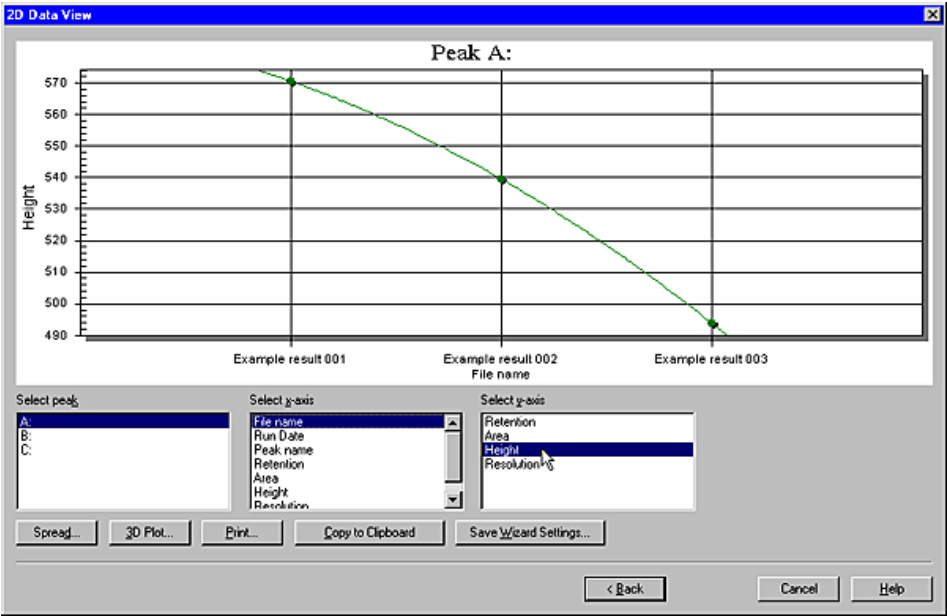 2D Data View
Peak A:
570
560
550
540
530
520
510
500
490
Height
Example result 001 Example result 002 Example result 003
File name
Select peak Select x-axis Select y-axis
A:
B:
C:
File name
Run Date
Peak name
Retention
Area
Height
Resolution
Retention
Area
Height
Resolution
Spread... 3D Plot... Print... Copy to Clipboard Save Wizard Settings...
< Back Cancel Help